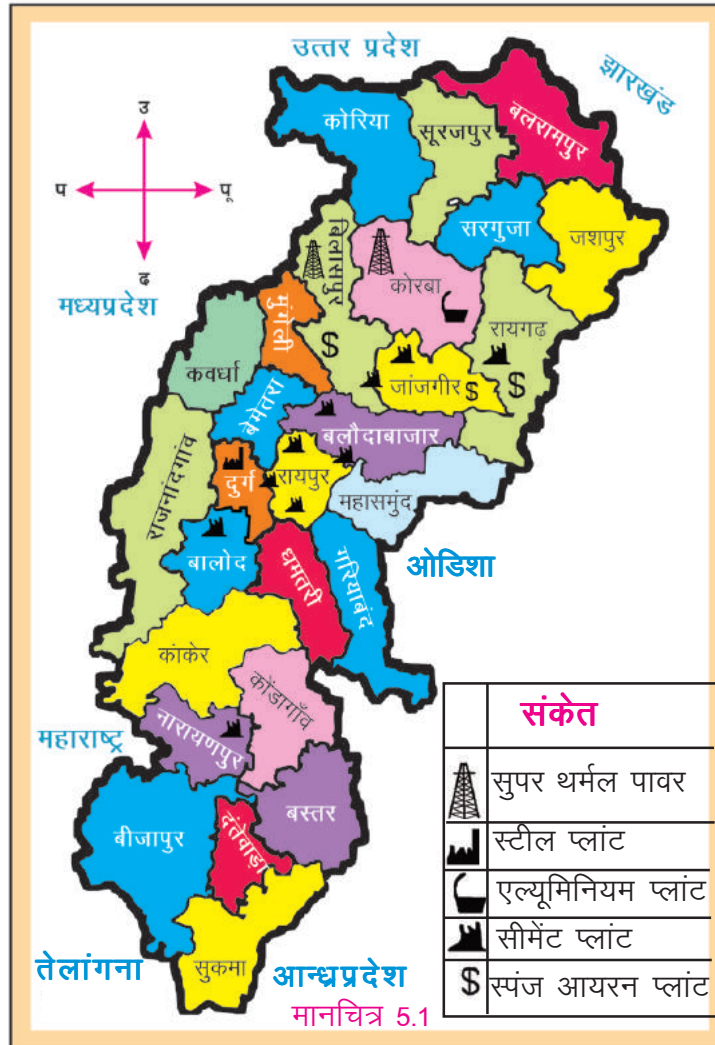 उत्तर प्रदेश
झारखंड
उ
प
पू
द
मध्यप्रदेश
कोरिया
सूरजपुर
बलरामपुर
सरगुजा
जशपुर
बिलासपुर
कोरबा
रायगढ़
मुंगेली
कवर्धा
जांजगीर
$
$
$
बेमेतरा
बलौदाबाजार
राजनांदगांव
दुर्ग
रायपुर
महासमुंद
बालोद
धमतरी
गरियाबंद
ओडिशा
कांकेर
कोंडागाँव
नारायणपुर
महाराष्ट्र
बस्तर
बीजापुर
दंतेवाड़ा
सुकमा
तेलांगना
आन्ध्रप्रदेश
मानचित्र 5.1
संकेत
सुपर थर्मल पावर
स्टील प्लांट
एल्यूमिनियम प्लांट
सीमेंट प्लांट
$ स्पंज आयरन प्लांट